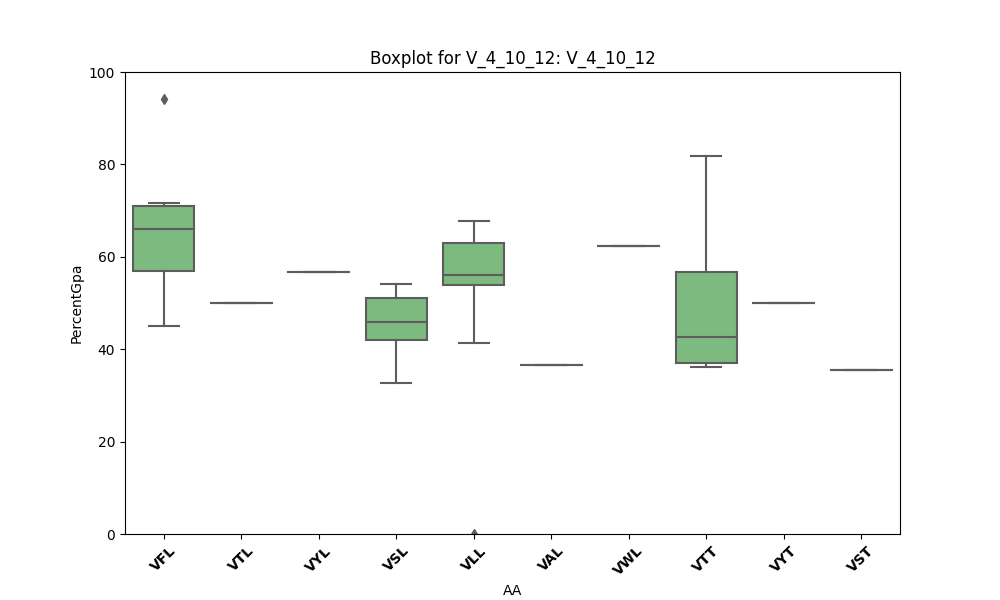 Boxplot for V_4_10_12: V_4_10_12
100
80
60
40
20
0
PercentGpa
VFL
VTL
VYL
VSL
VLL
VAL
VWL
VTT
VYT
VST
AA